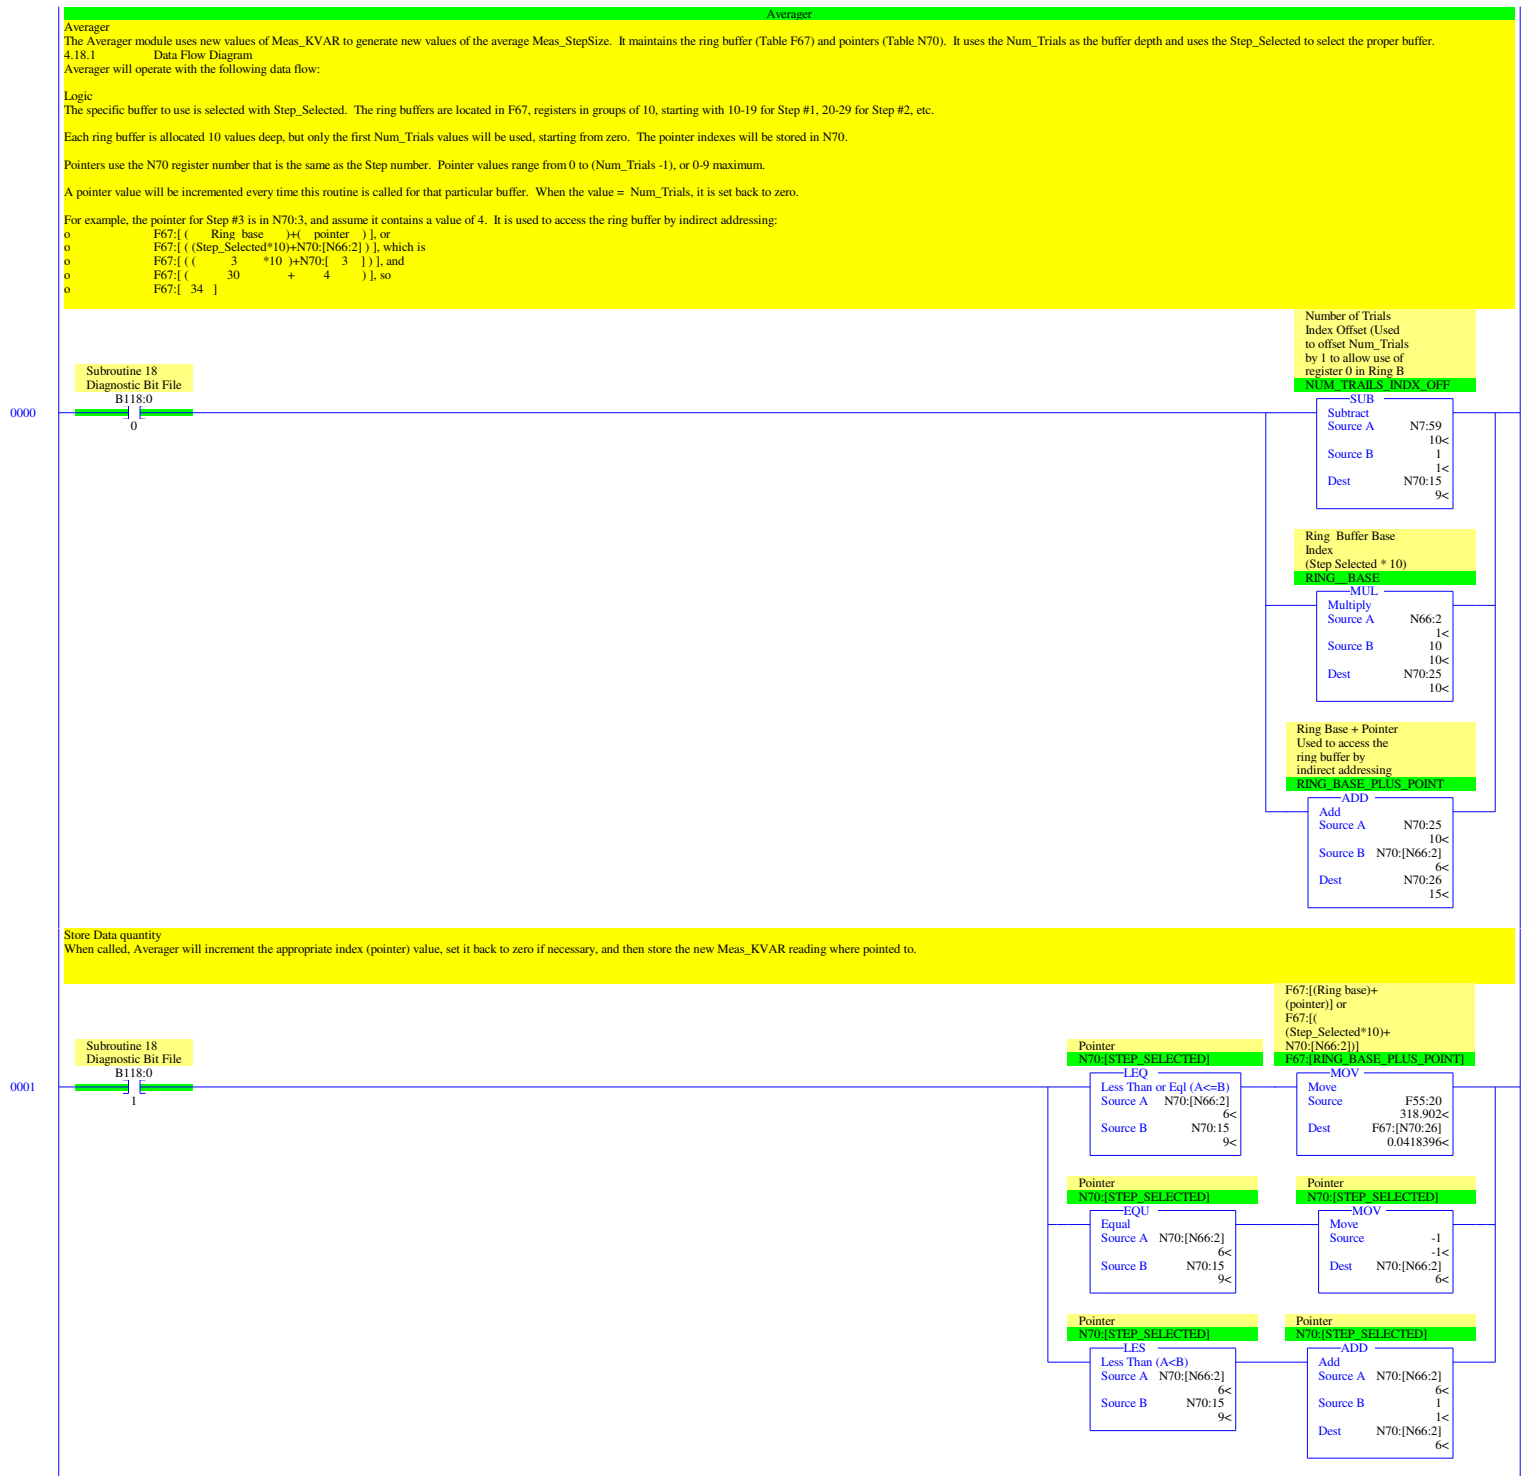 Averager
Averager
The Averager module uses new values of Meas_KVAR to generate new values of the average Meas_StepSize.  It maintains the ring buffer (Table F67) and pointers (Table N70).  It uses the Num_Trials as the buffer depth and uses the Step_Selected to select the proper buffer.
4.18.1 Data Flow Diagram
Averager will operate with the following data flow:
Logic
The specific buffer to use is selected with Step_Selected.  The ring buffers are located in F67, registers in groups of 10, starting with 10-19 for Step #1, 20-29 for Step #2, etc.
Each ring buffer is allocated 10 values deep, but only the first Num_Trials values will be used, starting from zero.  The pointer indexes will be stored in N70.
Pointers use the N70 register number that is the same as the Step number.  Pointer values range from 0 to (Num_Trials -1), or 0-9 maximum.
A pointer value will be incremented every time this routine is called for that particular buffer.  When the value =  Num_Trials, it is set back to zero.
For example, the pointer for Step #3 is in N70:3, and assume it contains a value of 4.  It is used to access the ring buffer by indirect addressing:
o F67:[ ( Ring  base )+( pointer ) ], or
o F67:[ ( (Step_Selected*10)+N70:[N66:2] ) ], which is
o F67:[ ( ( 3 *10 )+N70:[ 3 ] ) ], and
o F67:[ ( 30 + 4 ) ], so
o F67:[ 34 ]
Number of Trials
Index Offset (Used
to offset Num_Trials
by 1 to allow use of
register 0 in Ring B
NUM_TRAILS_INDX_OFF
Subroutine 18
Diagnostic Bit File
B118:0
0
0000
SUB
Subtract
Source A N7:59
10<
Source B 1
1<
Dest N70:15
9<
Ring  Buffer Base
Index
(Step Selected * 10)
RING__BASE
MUL
Multiply
Source A N66:2
1<
Source B 10
10<
Dest N70:25
10<
Ring Base + Pointer
Used to access the
ring buffer by
indirect addressing
RING_BASE_PLUS_POINT
ADD
Add
Source A N70:25
10<
Source B N70:[N66:2]
6<
Dest N70:26
15<
Store Data quantity
When called, Averager will increment the appropriate index (pointer) value, set it back to zero if necessary, and then store the new Meas_KVAR reading where pointed to.
Subroutine 18
Diagnostic Bit File
B118:0
1
0001
Pointer
N70:[STEP_SELECTED]
LEQ
Less Than or Eql (A<=B)
Source A N70:[N66:2]
6<
Source B N70:15
9<
F67:[(Ring base)+
(pointer)] or
F67:[(
(Step_Selected*10)+
N70:[N66:2])]
F67:[RING_BASE_PLUS_POINT]
MOV
Move
Source F55:20
318.902<
Dest F67:[N70:26]
0.0418396<
Pointer
N70:[STEP_SELECTED]
EQU
Equal
Source A N70:[N66:2]
6<
Source B N70:15
9<
Pointer
N70:[STEP_SELECTED]
MOV
Move
Source -1
-1<
Dest N70:[N66:2]
6<
Pointer
N70:[STEP_SELECTED]
LES
Less Than (A<B)
Source A N70:[N66:2]
6<
Source B N70:15
9<
Pointer
N70:[STEP_SELECTED]
ADD
Add
Source A N70:[N66:2]
6<
Source B 1
1<
Dest N70:[N66:2]
6<